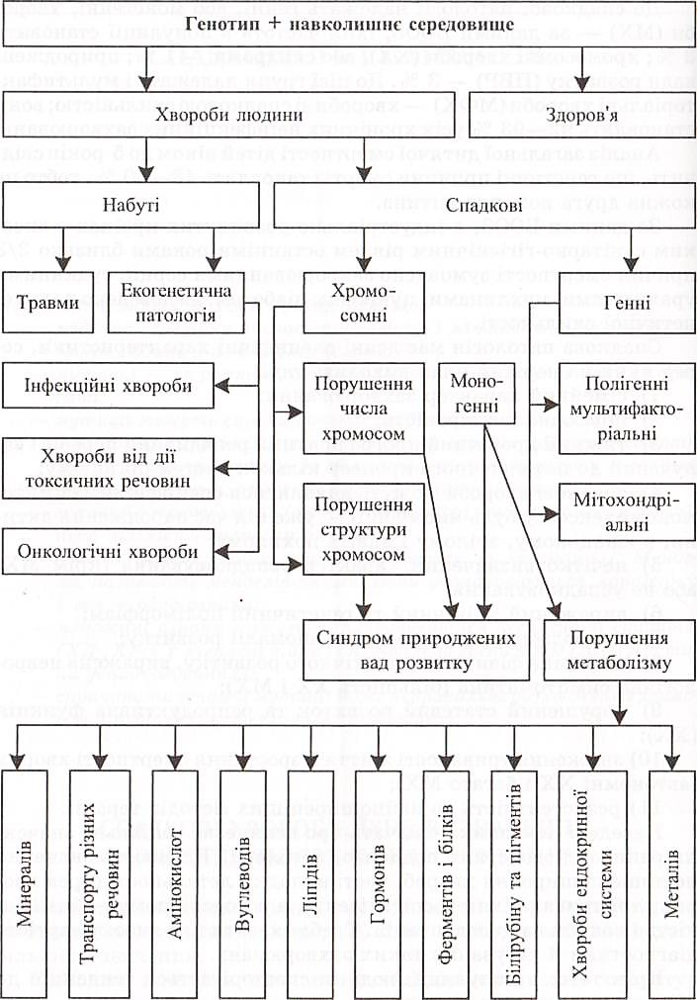 Генотип + навколишнє середовище
Хвороби людини
Здоров'я
Набуті
Спадкові
Травми
Екогенетична
патологія
Хромо-
сомні
Генні
Інфекційні хвороби
Порушення
числа
хромосом
Моно-
генні
Полігенні
мультифакто-
ріальні
Хвороби від дії
токсичних речовин
Порушення
структури
хромосом
Мітохондрі-
альні
Онкологічні хвороби
Синдром природжених
вад розвитку
Порушення
метаболізму
Мінералів
Транспорту різних
речовин
Амінокислот
Вуглеводів
Ліпідів
Гормонів
Ферментів і білків
Білірубіну та пігментів
Хвороби ендокринної
системи
Металів